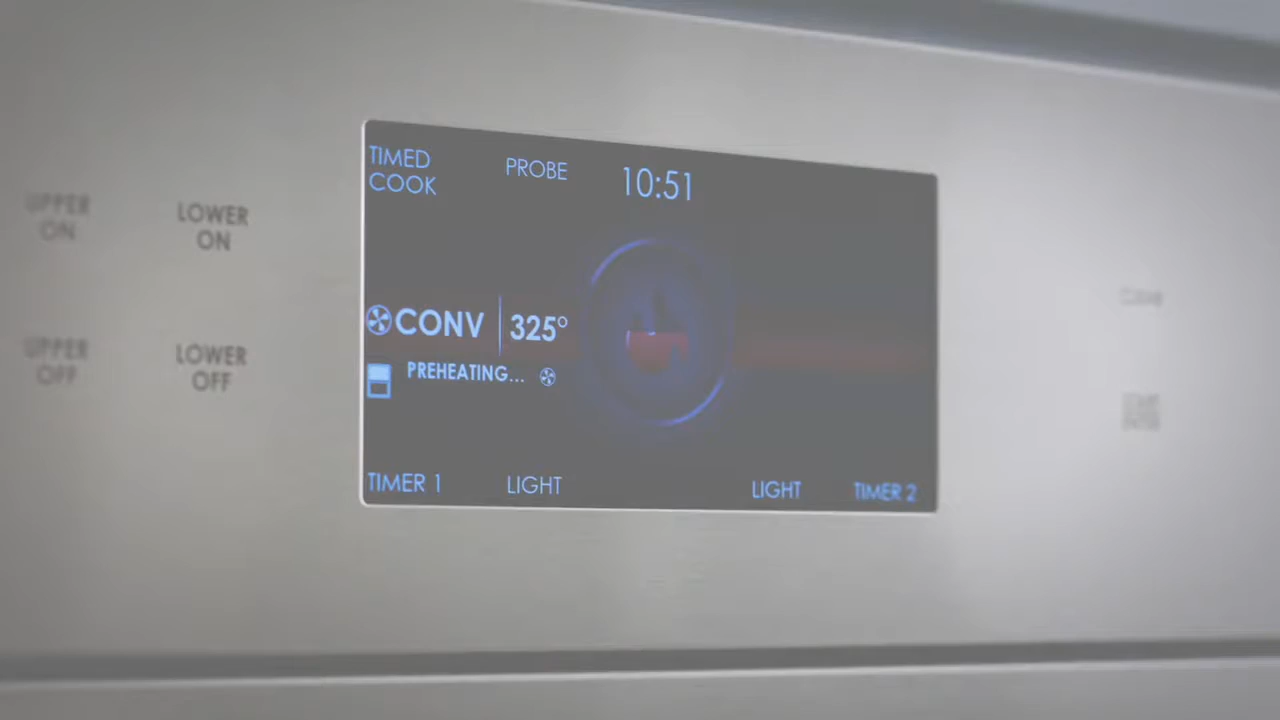 UPPER
ON
LOWER
ON
UPPER
OFF
LOWER
OFF
TIMED
COOK
PROBE
10:51
CONV
325°
PREHEATING...
TIMER 1
LIGHT
LIGHT
TIMER 2